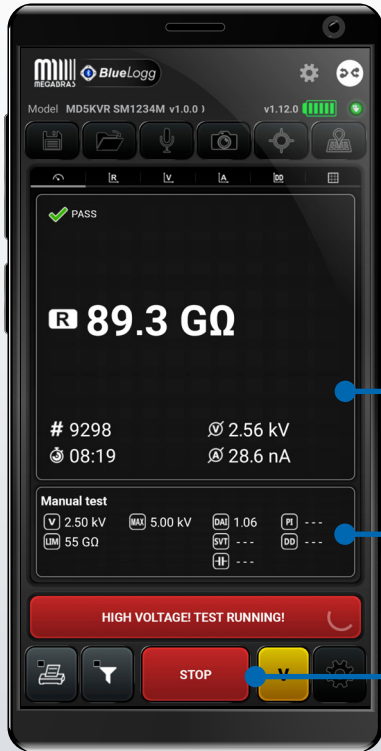 MEGABRAS
BlueLogg
Model MD5KVR SM1234M v1.0.0 ) v1.12.0
R V A DD
PASS
R 89.3 GΩ
# 9298 V 2.56 kV
08:19 A 28.6 nA
Manual test
V 2.50 kV MAX 5.00 kV DAI 1.06 PI ---
LIM 55 GΩ SVT --- DD ---
---
HIGH VOLTAGE! TEST RUNNING!
STOP V